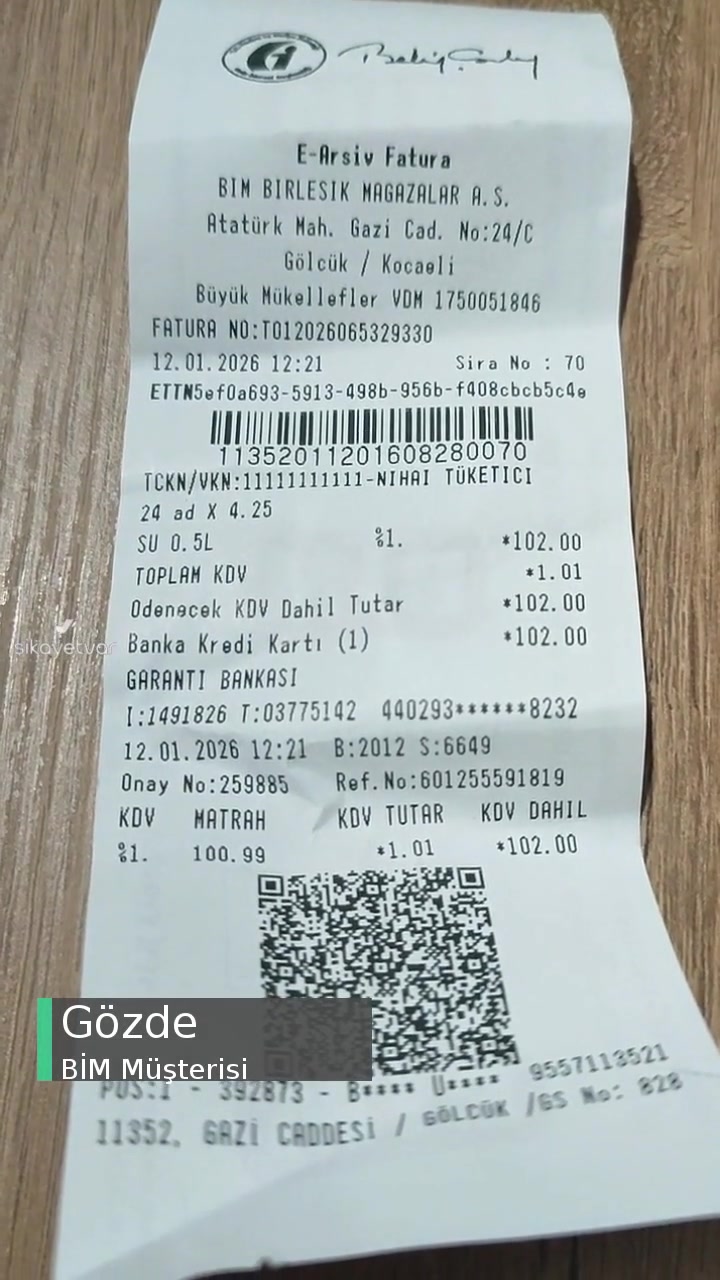 E-Arsiv Fatura
BIM BIRLESIK MAGAZALAR A.S.
Atatürk Mah. Gazi Cad. No:24/C
Gölcük / Kocaeli
Büyük Mükellefler VDM 1750051846
FATURA NO:T012026065329330
12.01.2026 12:21 Sira No : 70
ETTN5ef0a693-5913-498b-956b-f408cbcb5c4e
11352011201608280070
TCKN/VKN:11111111111-NIHAI TÜKETICI
24 ad X 4.25
SU 0.5L %1. *102.00
TOPLAM KDV *1.01
Odenecek KDV Dahil Tutar *102.00
sikayetvar
Banka Kredi Kartı (1) *102.00
GARANTI BANKASI
I:1491826 T:03775142 440293******8232
12.01.2026 12:21 B:2012 S:6649
Onay No:259885 Ref.No:601255591819
KDV MATRAH KDV TUTAR KDV DAHIL
%1. 100.99 *1.01 *102.00
Gözde
BİM Müşterisi
POS:1 - 392873 - B**** U**** 9557113521
11352, GAZİ CADDESİ / GÖLCÜK /GS No: 828